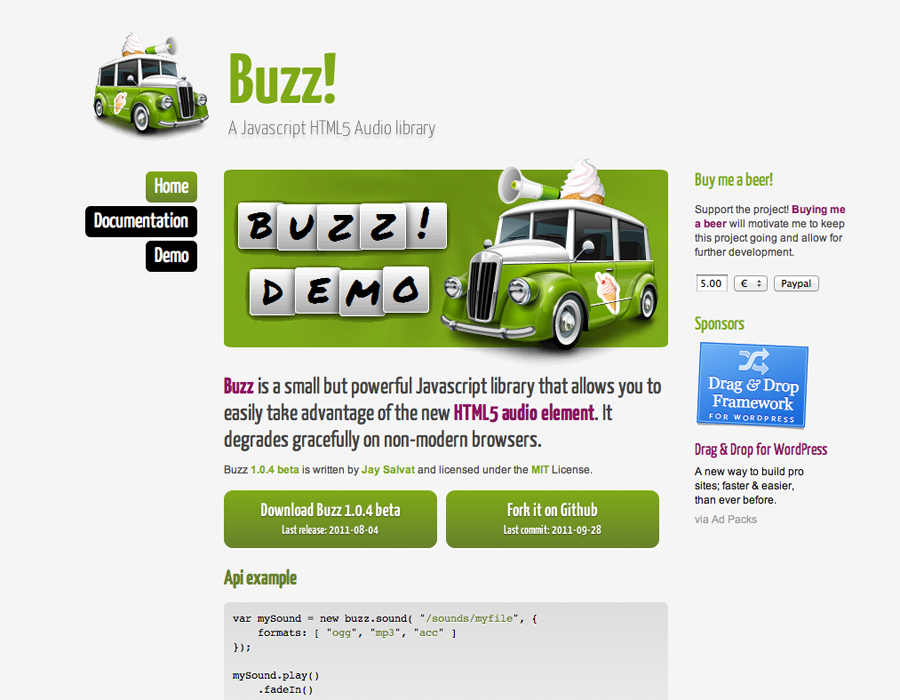 Buzz!
A Javascript HTML5 Audio library
Home
Documentation
Demo
BUZZ!
DEMO
Buzz is a small but powerful Javascript library that allows you to
easily take advantage of the new HTML5 audio element. It
degrades gracefully on non-modern browsers.
Buzz 1.0.4 beta is written by Jay Salvat and licensed under the MIT License.
Download Buzz 1.0.4 beta
Last release: 2011-08-04
Fork it on Github
Last commit: 2011-09-28
Api example
var mySound = new buzz.sound( "/sounds/myfile", {
    formats: [ "ogg", "mp3", "acc" ]
});
mySound.play()
    .fadeIn()
Buy me a beer!
Support the project! Buying me
a beer will motivate me to keep
this project going and allow for
further development.
5.00 € Paypal
Sponsors
Drag & Drop
Framework
FOR WORDPRESS
Drag & Drop for WordPress
A new way to build pro
sites; faster & easier,
than ever before.
via Ad Packs